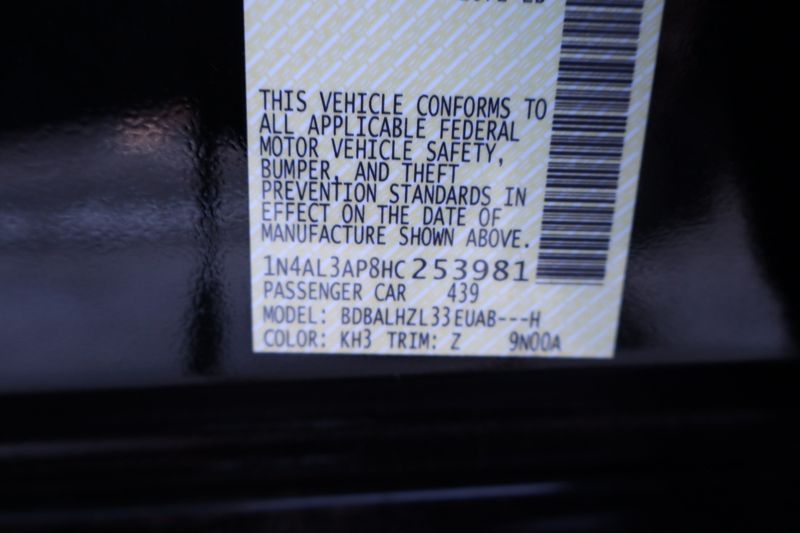 THIS VEHICLE CONFORMS TO
ALL APPLICABLE FEDERAL
MOTOR VEHICLE SAFETY,
BUMPER, AND THEFT
PREVENTION STANDARDS IN
EFFECT ON THE DATE OF
MANUFACTURE SHOWN ABOVE.
1N4AL3AP8HC253981
PASSENGER CAR 439
MODEL: BDBALHZL33EUAB---H
COLOR: KH3 TRIM: Z 9N00A